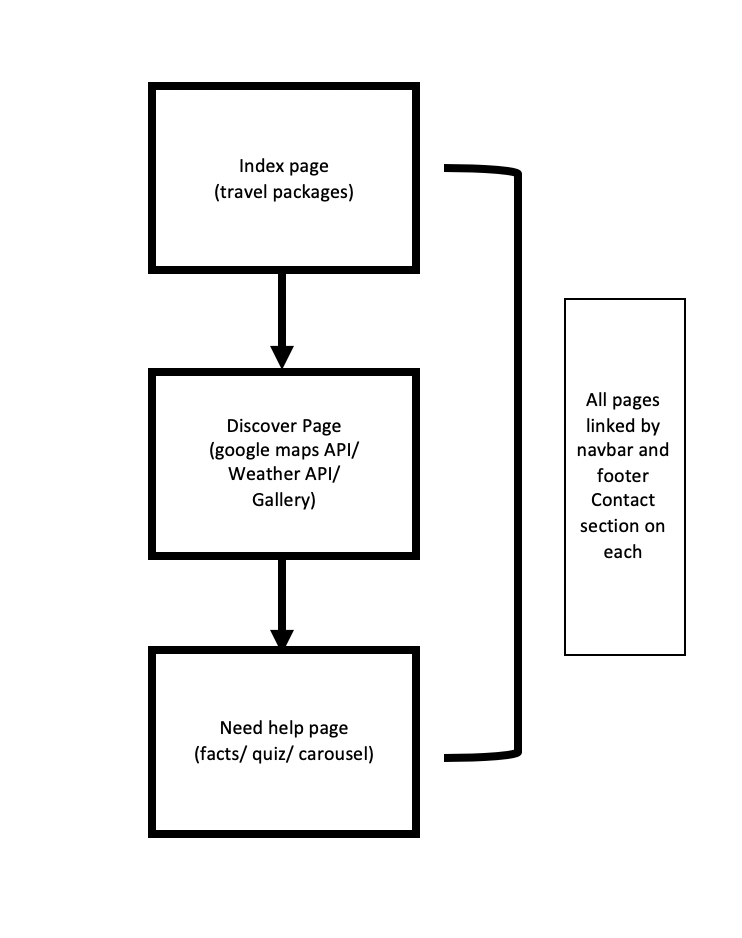 Index page
(travel packages)
Discover Page
(google maps API/
Weather API/
Gallery)
Need help page
(facts/ quiz/ carousel)
All pages
linked by
navbar and
footer
Contact
section on
each